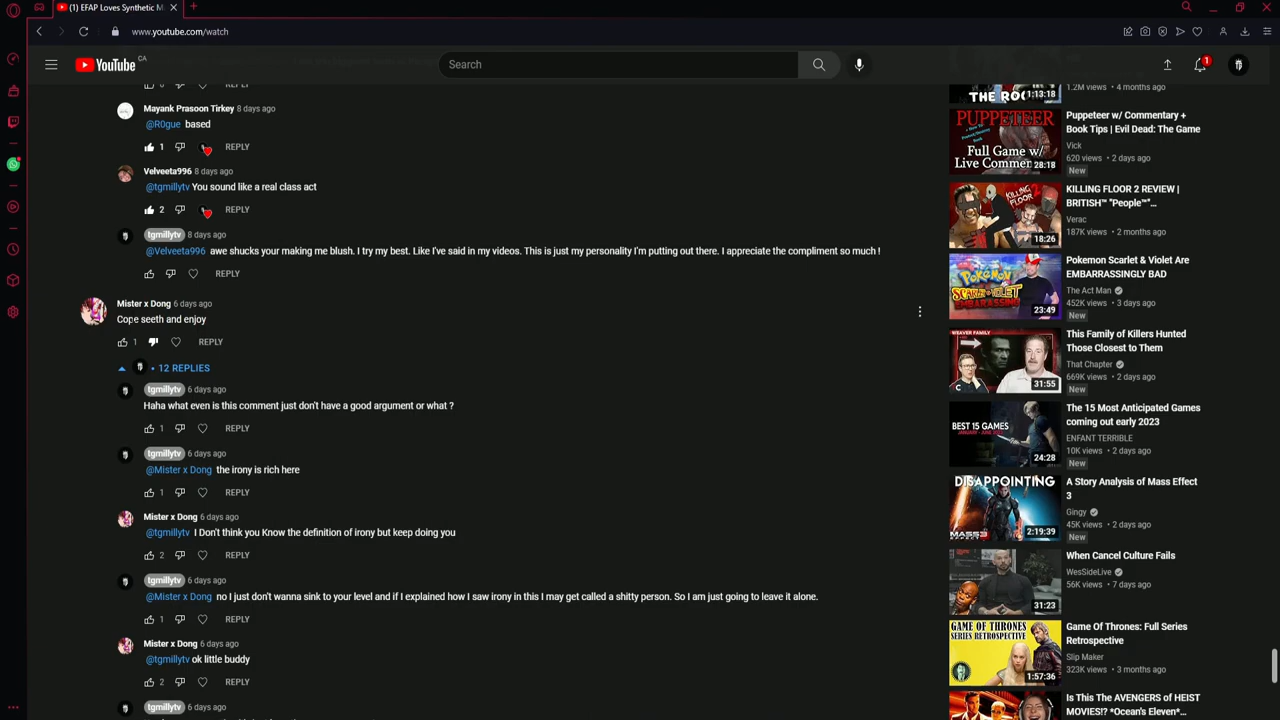 (1) EFAP Loves Synthetic M
www.youtube.com/watch
YouTube CA
Search
1
REPLY
Mayank Prasoon Tirkey 8 days ago
@R0gue based
1 REPLY
Velveeta996 8 days ago
@tgmillytv You sound like a real class act
2 REPLY
tgmillytv 8 days ago
@Velveeta996 awe shucks your making me blush. I try my best. Like I've said in my videos. This is just my personality I'm putting out there. I appreciate the compliment so much !
REPLY
Mister x Dong 6 days ago
Cope seeth and enjoy
1 REPLY
• 12 REPLIES
tgmillytv 6 days ago
Haha what even is this comment just don't have a good argument or what ?
1 REPLY
tgmillytv 6 days ago
@Mister x Dong the irony is rich here
1 REPLY
Mister x Dong 6 days ago
@tgmillytv I Don't think you Know the definition of irony but keep doing you
2 REPLY
tgmillytv 6 days ago
@Mister x Dong no I just don't wanna sink to your level and if I explained how I saw irony in this I may get called a shitty person. So I am just going to leave it alone.
1 REPLY
Mister x Dong 6 days ago
@tgmillytv ok little buddy
2 REPLY
tgmillytv 6 days ago
THE ROC
1:13:18
1.2M views • 4 months ago
PUPPETEER
Full Game w/
Live Commen
28:18
Puppeteer w/ Commentary +
Book Tips | Evil Dead: The Game
Vick
620 views • 2 days ago
New
18:26
KILLING FLOOR 2 REVIEW |
BRITISH™ "People"™...
Verac
187K views • 2 months ago
POKéMON
SCARLET VIOLET
EMBARASSING
23:49
Pokemon Scarlet & Violet Are
EMBARRASSINGLY BAD
The Act Man
452K views • 3 days ago
New
WEAVER FAMILY
31:55
This Family of Killers Hunted
Those Closest to Them
That Chapter
669K views • 2 days ago
New
BEST 15 GAMES
24:28
The 15 Most Anticipated Games
coming out early 2023
ENFANT TERRIBLE
10K views • 2 days ago
New
DISAPPOINTING
MASS
2:19:39
A Story Analysis of Mass Effect
3
Gingy
45K views • 2 days ago
New
31:23
When Cancel Culture Fails
WesSideLive
56K views • 7 days ago
GAME OF THRONES
SERIES RETROSPECTIVE
1:57:36
Game Of Thrones: Full Series
Retrospective
Slip Maker
323K views • 3 months ago
Is This The AVENGERS of HEIST
MOVIES!? *Ocean's Eleven*...